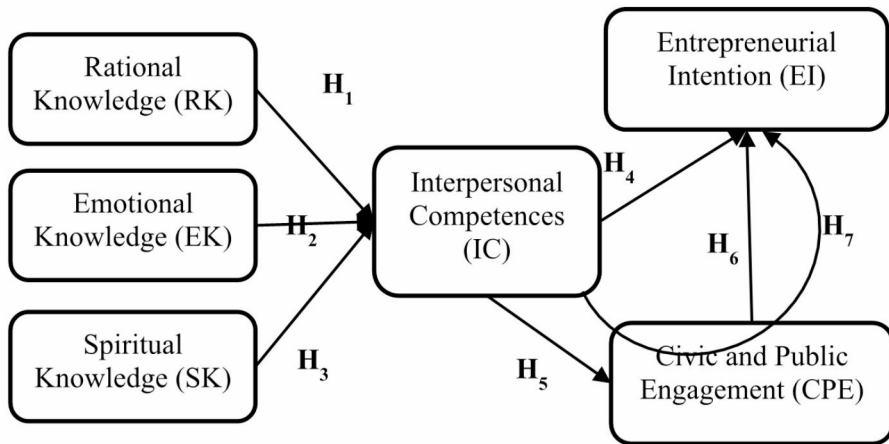 Rational
Knowledge (RK)
H₁
Emotional
Knowledge (EK)
H₂
Spiritual
Knowledge (SK)
H₃
Interpersonal
Competences
(IC)
H₄
H₅
Entrepreneurial
Intention (EI)
H₆
H₇
Civic and Public
Engagement (CPE)